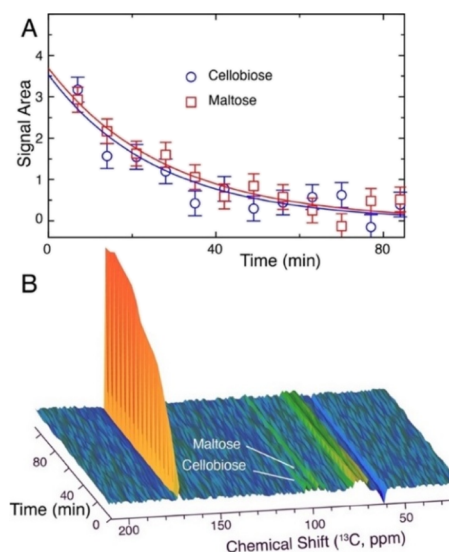 A
Signal Area
4
3
2
1
0
Cellobiose
Maltose
0
40
80
Time (min)
B
Maltose
Cellobiose
80
40
0
Time (min)
200
150
100
50
Chemical Shift (¹³C, ppm)